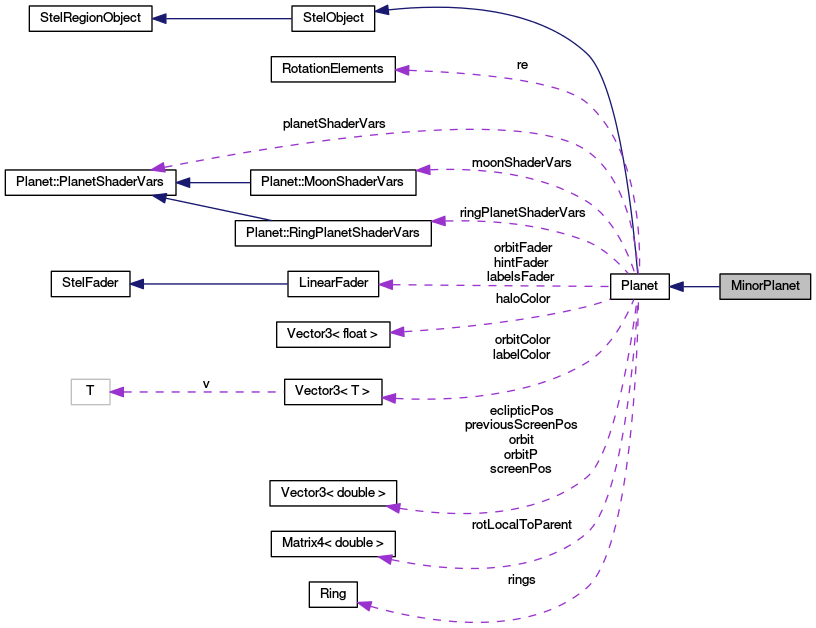 StelRegionObject
StelObject
RotationElements
re
planetShaderVars
moonShaderVars
Planet::PlanetShaderVars
Planet::MoonShaderVars
ringPlanetShaderVars
Planet::RingPlanetShaderVars
orbitFader
hintFader
labelsFader
StelFader
LinearFader
Planet
MinorPlanet
haloColor
Vector3< float >
orbitColor
labelColor
T
v
Vector3< T >
eclipticPos
previousScreenPos
orbit
orbitP
screenPos
Vector3< double >
rotLocalToParent
Matrix4< double >
rings
Ring